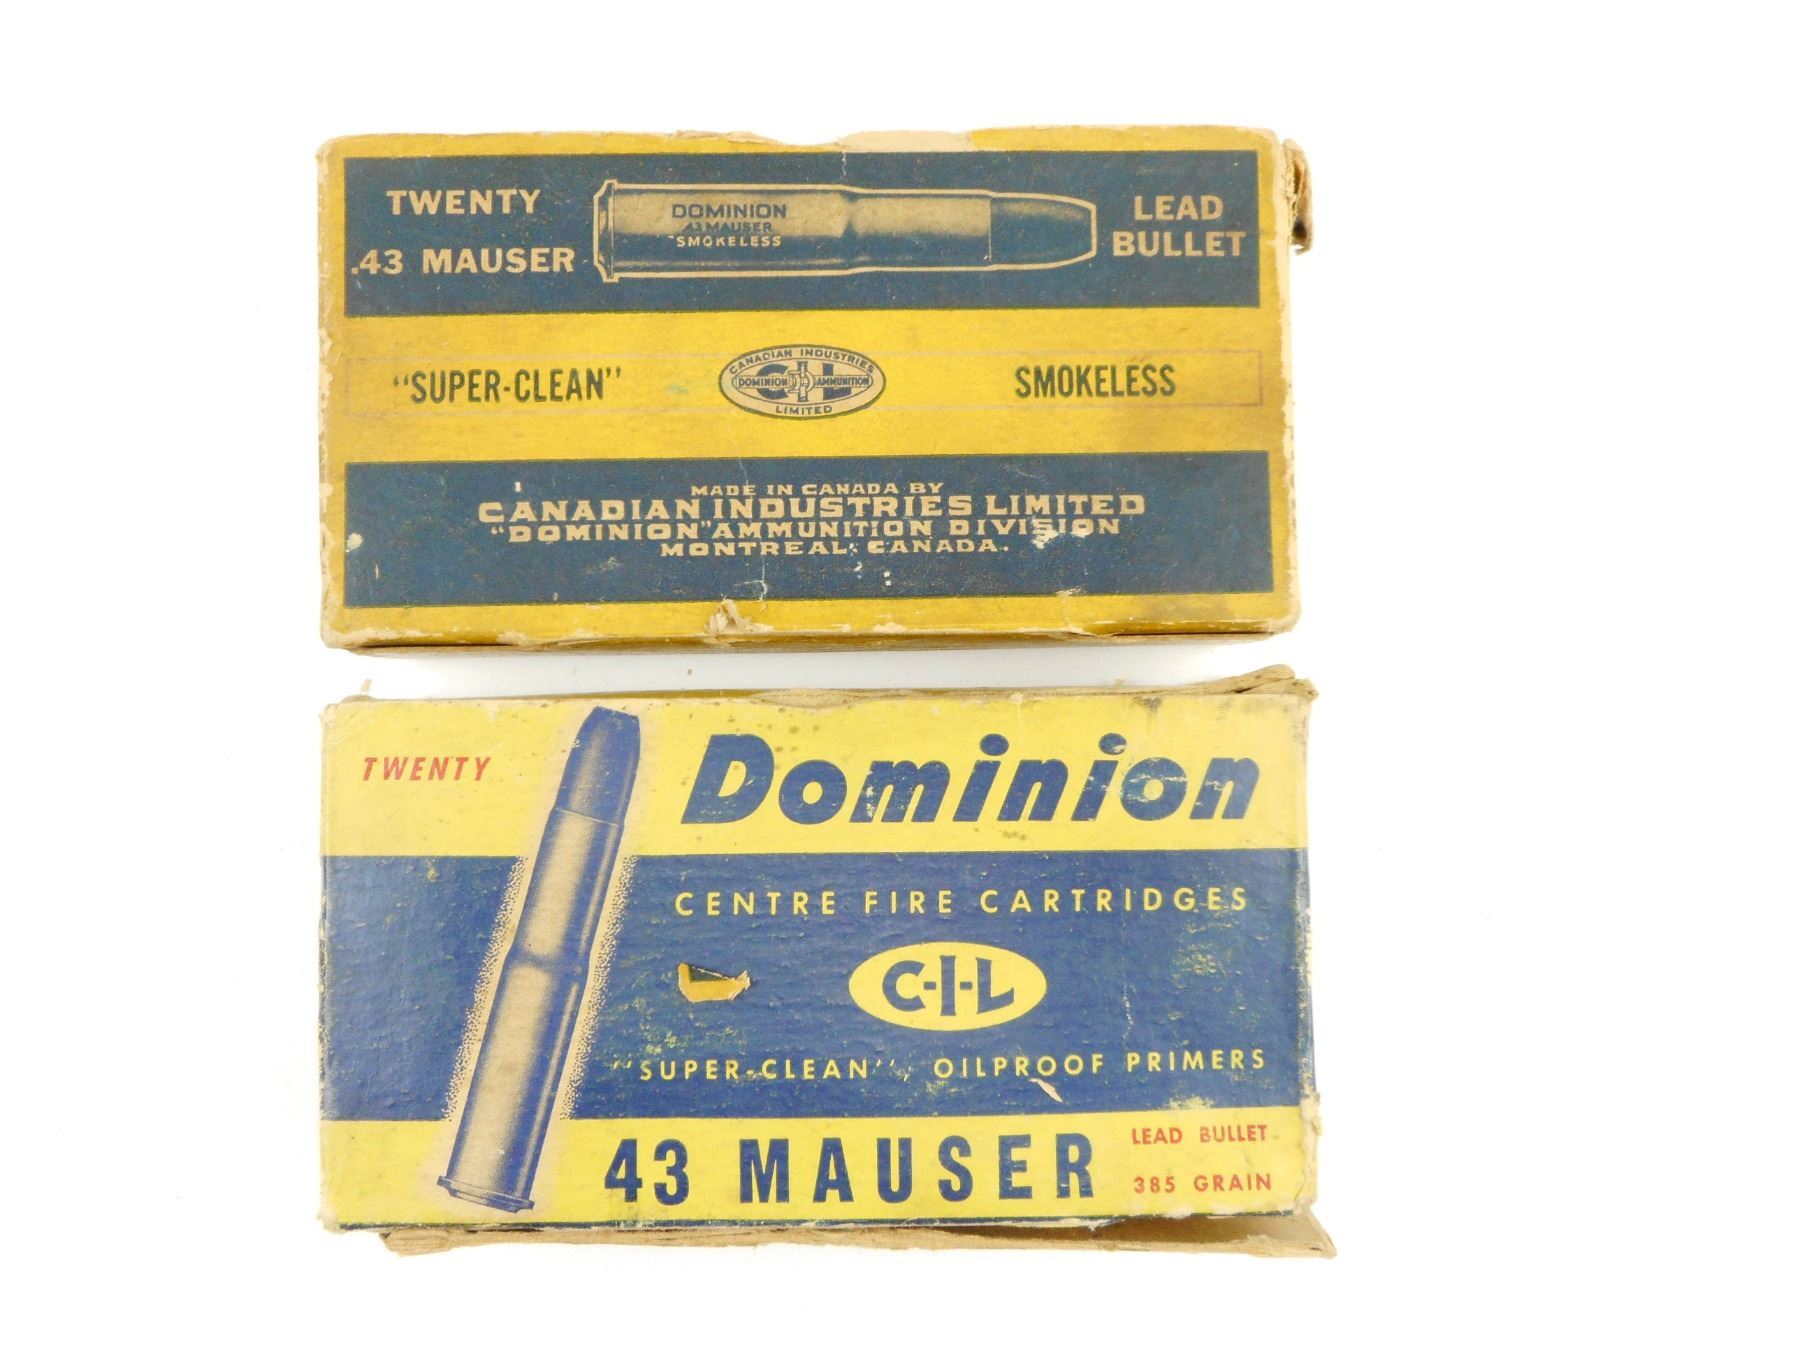 TWENTY
.43 MAUSER
DOMINION
.43 MAUSER
SMOKELESS
LEAD
BULLET
"SUPER-CLEAN"
CANADIAN INDUSTRIES
C-I-L
DOMINION AMMUNITION
LIMITED
SMOKELESS
MADE IN CANADA BY
CANADIAN INDUSTRIES LIMITED
"DOMINION" AMMUNITION DIVISION
MONTREAL, CANADA.
TWENTY
Dominion
CENTRE FIRE CARTRIDGES
C-I-L
"SUPER-CLEAN", OILPROOF PRIMERS
43 MAUSER
LEAD BULLET
385 GRAIN